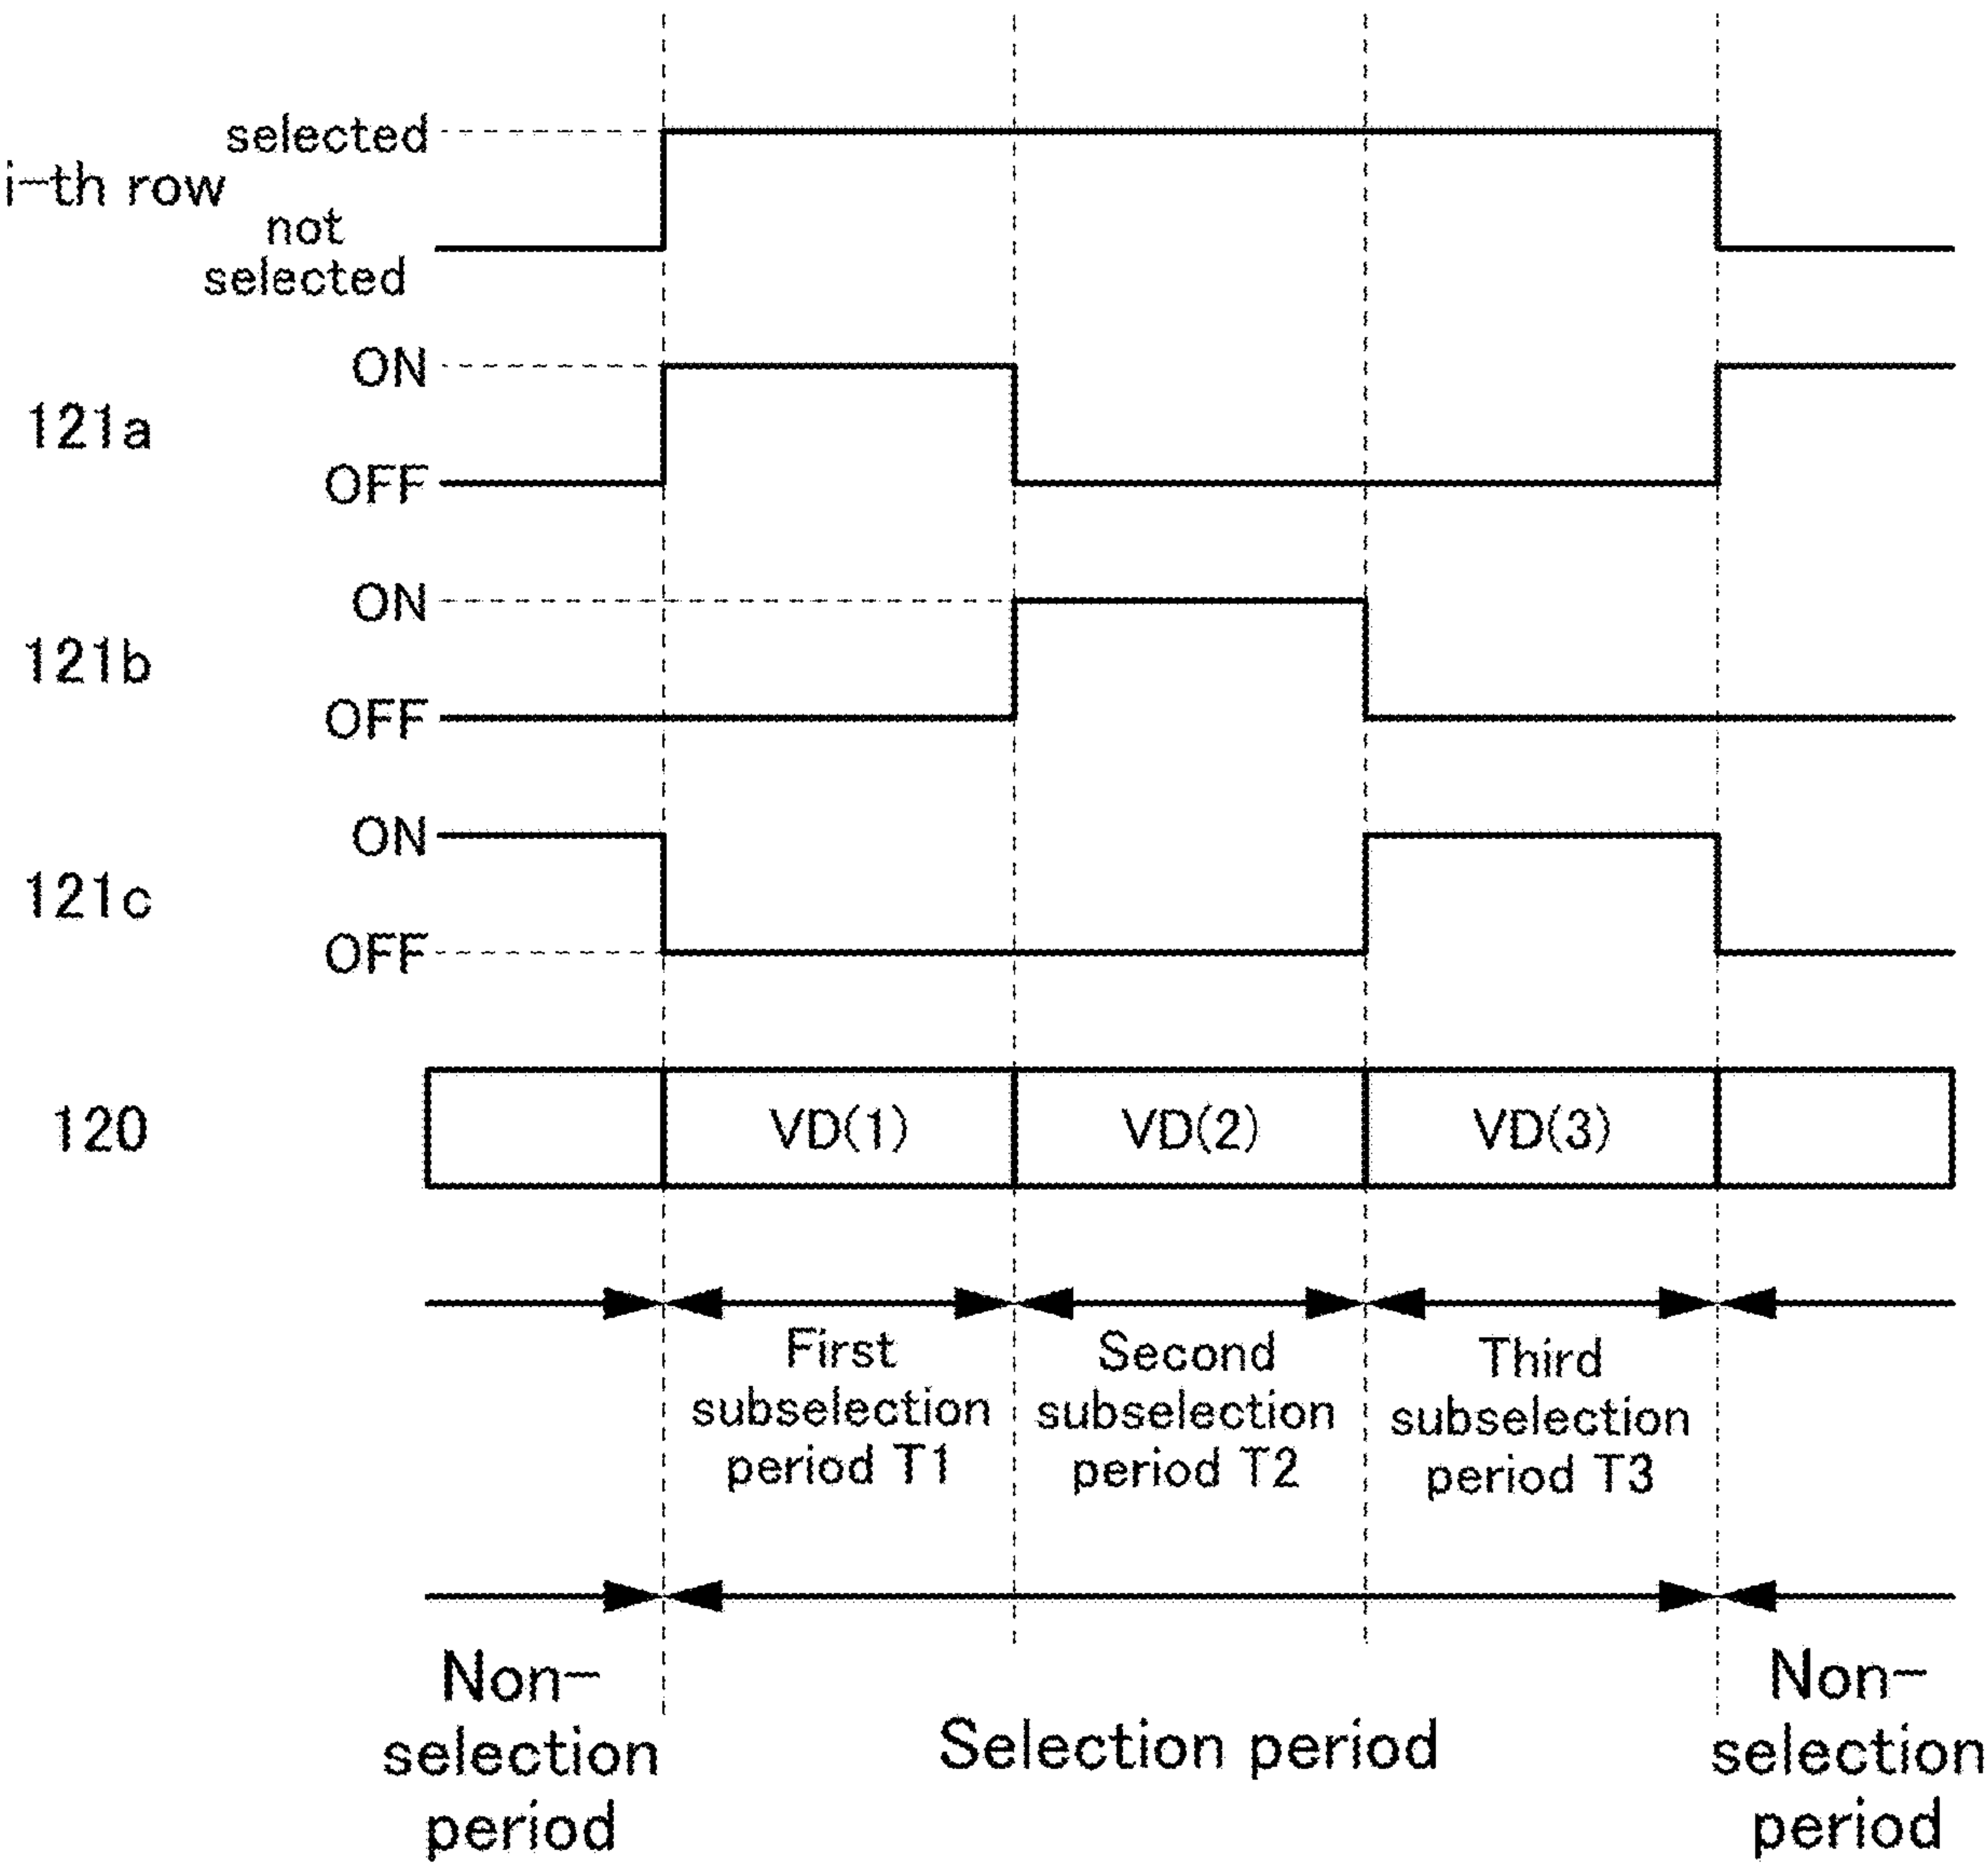 selected
i-th row
not
selected
ON
121a
OFF
ON
121b
OFF
ON
121c
OFF
120
VD(1)
VD(2)
VD(3)
First
subselection
period T1
Second
subselection
period T2
Third
subselection
period T3
Non-
selection
period
Selection period
Non-
selection
period